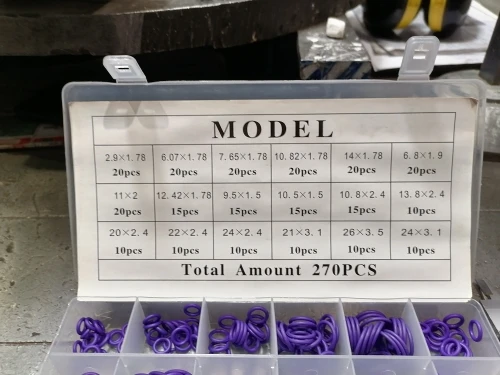 MODEL
2.9×1.78 6.07×1.78 7.65×1.78 10.82×1.78 14×1.78 6.8×1.9
20pcs 20pcs 20pcs 20pcs 20pcs 20pcs
11×2 12.42×1.78 9.5×1.5 10.5×1.5 10.8×2.4 13.8×2.4
20pcs 15pcs 15pcs 15pcs 15pcs 10pcs
20×2.4 22×2.4 24×2.4 21×3.1 26×3.5 24×3.1
10pcs 10pcs 10pcs 10pcs 10pcs 10pcs
Total Amount 270PCS